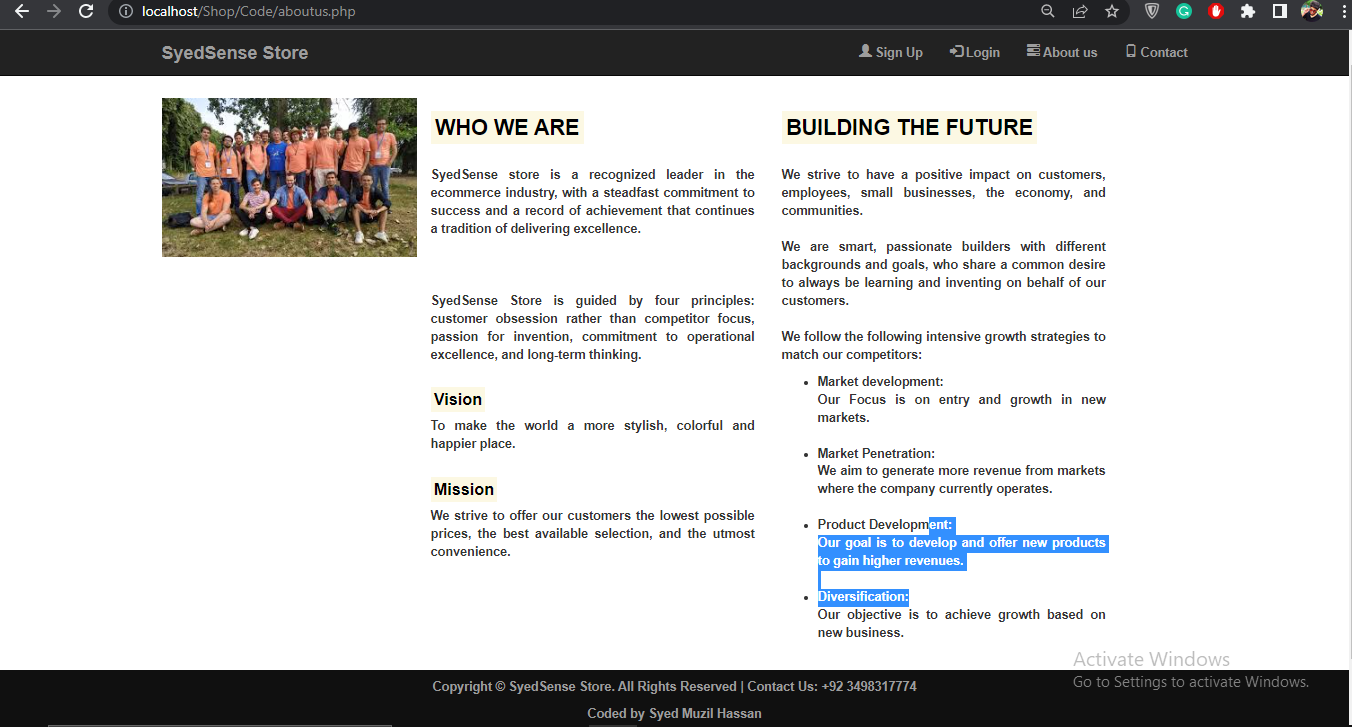 localhost/Shop/Code/aboutus.php
SyedSense Store
Sign Up
Login
About us
Contact
WHO WE ARE
SyedSense store is a recognized leader in the
ecommerce industry, with a steadfast commitment to
success and a record of achievement that continues
a tradition of delivering excellence.
SyedSense Store is guided by four principles:
customer obsession rather than competitor focus,
passion for invention, commitment to operational
excellence, and long-term thinking.
Vision
To make the world a more stylish, colorful and
happier place.
Mission
We strive to offer our customers the lowest possible
prices, the best available selection, and the utmost
convenience.
BUILDING THE FUTURE
We strive to have a positive impact on customers,
employees, small businesses, the economy, and
communities.
We are smart, passionate builders with different
backgrounds and goals, who share a common desire
to always be learning and inventing on behalf of our
customers.
We follow the following intensive growth strategies to
match our competitors:
• Market development:
Our Focus is on entry and growth in new
markets.
• Market Penetration:
We aim to generate more revenue from markets
where the company currently operates.
• Product Development:
Our goal is to develop and offer new products
to gain higher revenues.
• Diversification:
Our objective is to achieve growth based on
new business.
Activate Windows
Go to Settings to activate Windows.
Copyright © SyedSense Store. All Rights Reserved | Contact Us: +92 3498317774
Coded by Syed Muzil Hassan